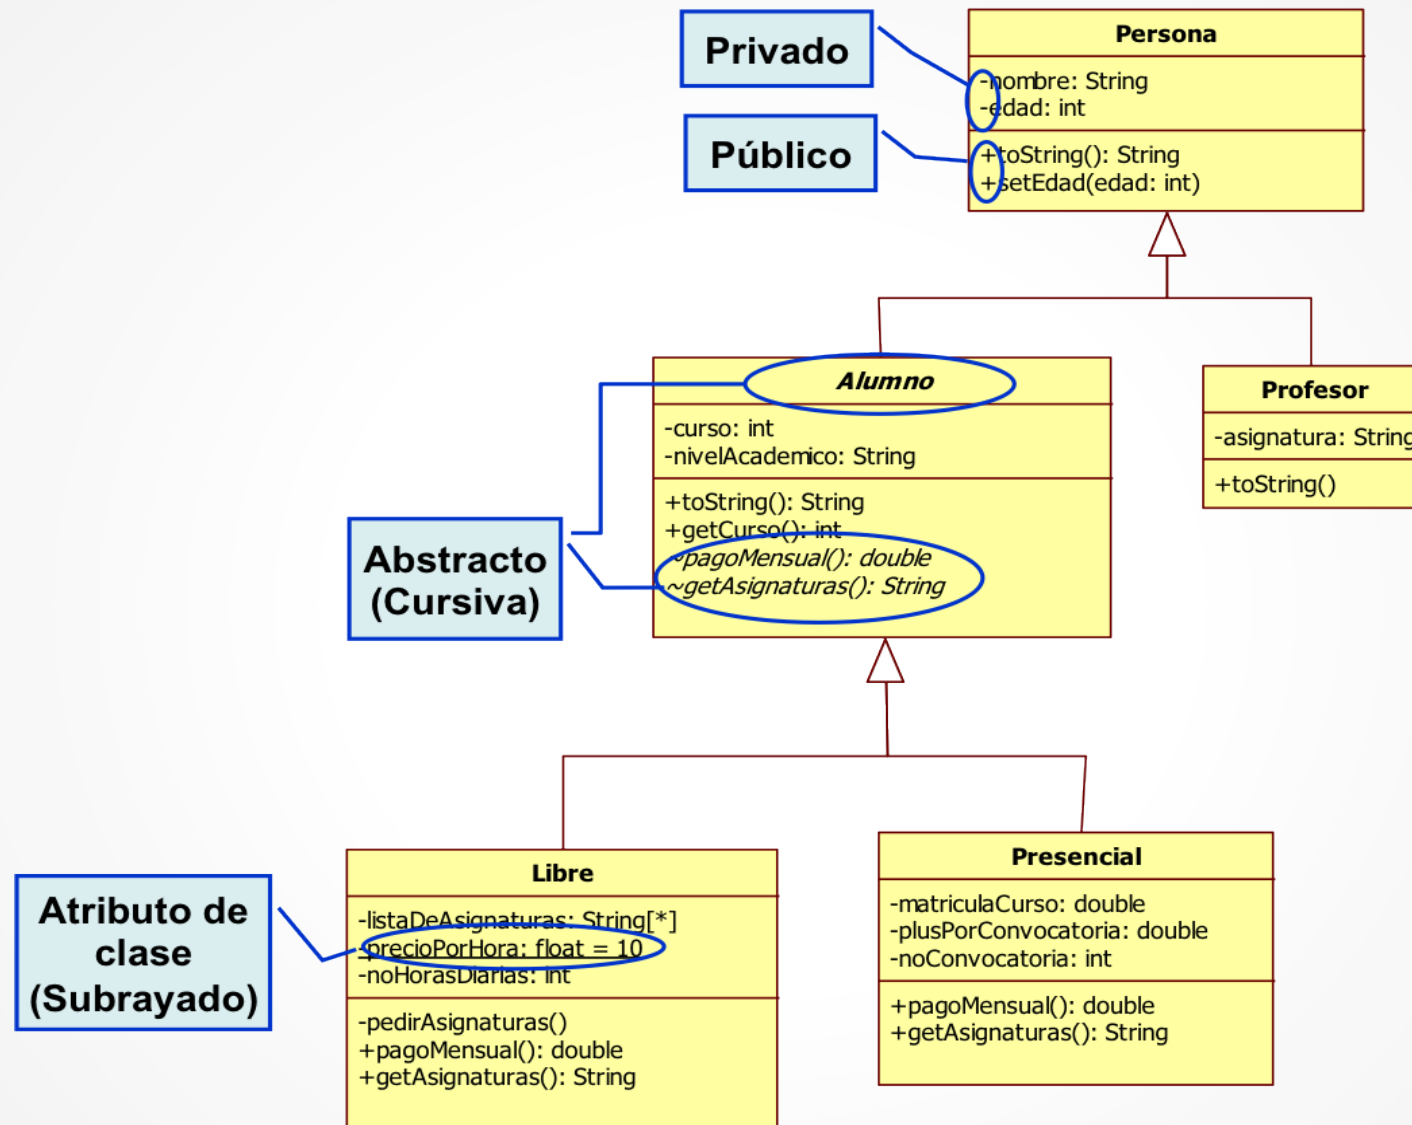 Privado
Persona
-nombre: String
-edad: int
Público
+toString(): String
+setEdad(edad: int)
Alumno
-curso: int
-nivelAcademico: String
+toString(): String
+getCurso(): int
~pagoMensual(): double
~getAsignaturas(): String
Profesor
-asignatura: String
+toString()
Abstracto
(Cursiva)
Atributo de
clase
(Subrayado)
Libre
-listaDeAsignaturas: String[*]
-precioPorHora: float = 10
-noHorasDiarias: int
-pedirAsignaturas()
+pagoMensual(): double
+getAsignaturas(): String
Presencial
-matriculaCurso: double
-plusPorConvocatoria: double
-noConvocatoria: int
+pagoMensual(): double
+getAsignaturas(): String